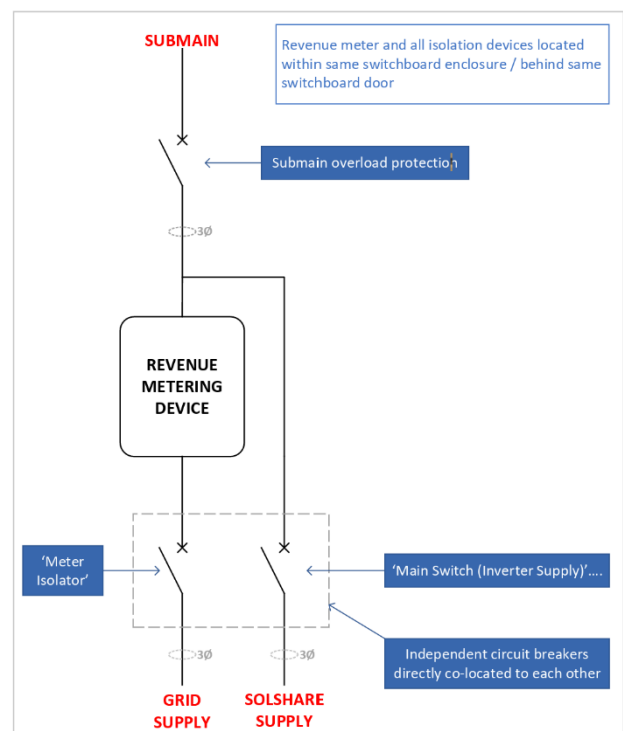 SUBMAIN
Revenue meter and all isolation devices located
within same switchboard enclosure / behind same
switchboard door
Submain overload protection
3Ø
REVENUE
METERING
DEVICE
‘Meter
Isolator’
‘Main Switch (Inverter Supply)’....
Independent circuit breakers
directly co-located to each other
3Ø
3Ø
GRID
SUPPLY
SOLSHARE
SUPPLY